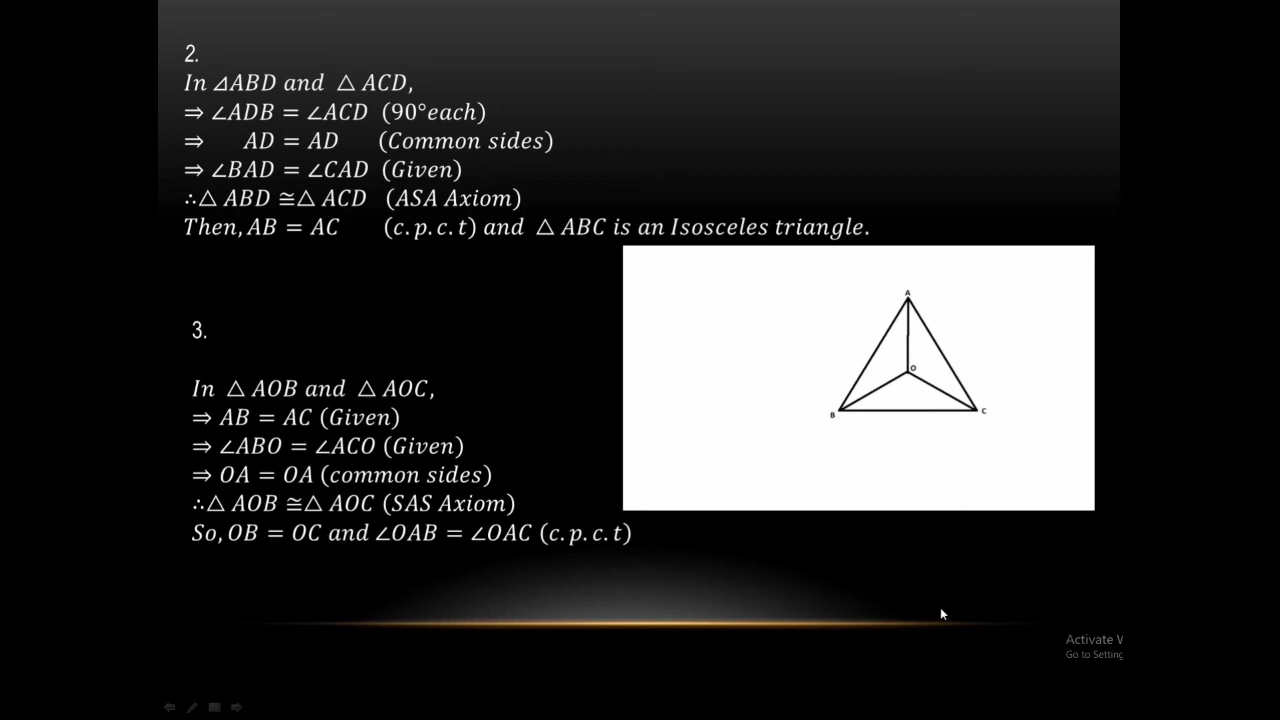 2.
In ⊿ABD and △ ACD,
⇒ ∠ADB = ∠ACD (90°each)
⇒ AD = AD (Common sides)
⇒ ∠BAD = ∠CAD (Given)
∴△ ABD ≅△ ACD (ASA Axiom)
Then, AB = AC (c.p.c.t) and △ ABC is an Isosceles triangle.
A
O
B
C
3.
In △ AOB and △ AOC,
⇒ AB = AC (Given)
⇒ ∠ABO = ∠ACO (Given)
⇒ OA = OA (common sides)
∴△ AOB ≅△ AOC (SAS Axiom)
So, OB = OC and ∠OAB = ∠OAC (c.p.c.t)
Activate
Go to Setting